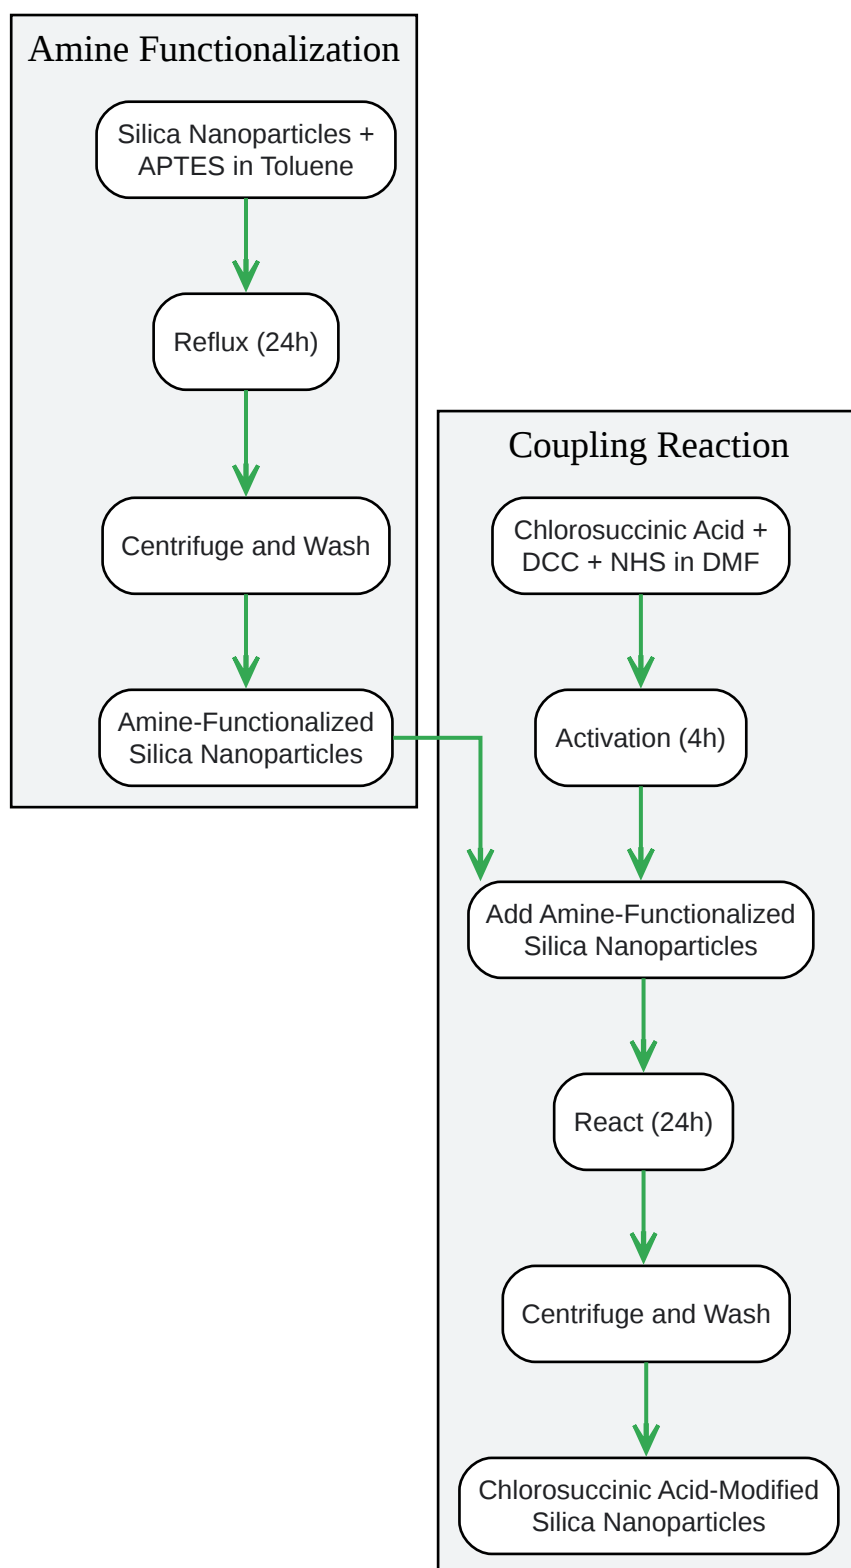 Amine Functionalization
Silica Nanoparticles +
APTES in Toluene
Reflux (24h)
Centrifuge and Wash
Amine-Functionalized
Silica Nanoparticles
Coupling Reaction
Chlorosuccinic Acid +
DCC + NHS in DMF
Activation (4h)
Add Amine-Functionalized
Silica Nanoparticles
React (24h)
Centrifuge and Wash
Chlorosuccinic Acid-Modified
Silica Nanoparticles